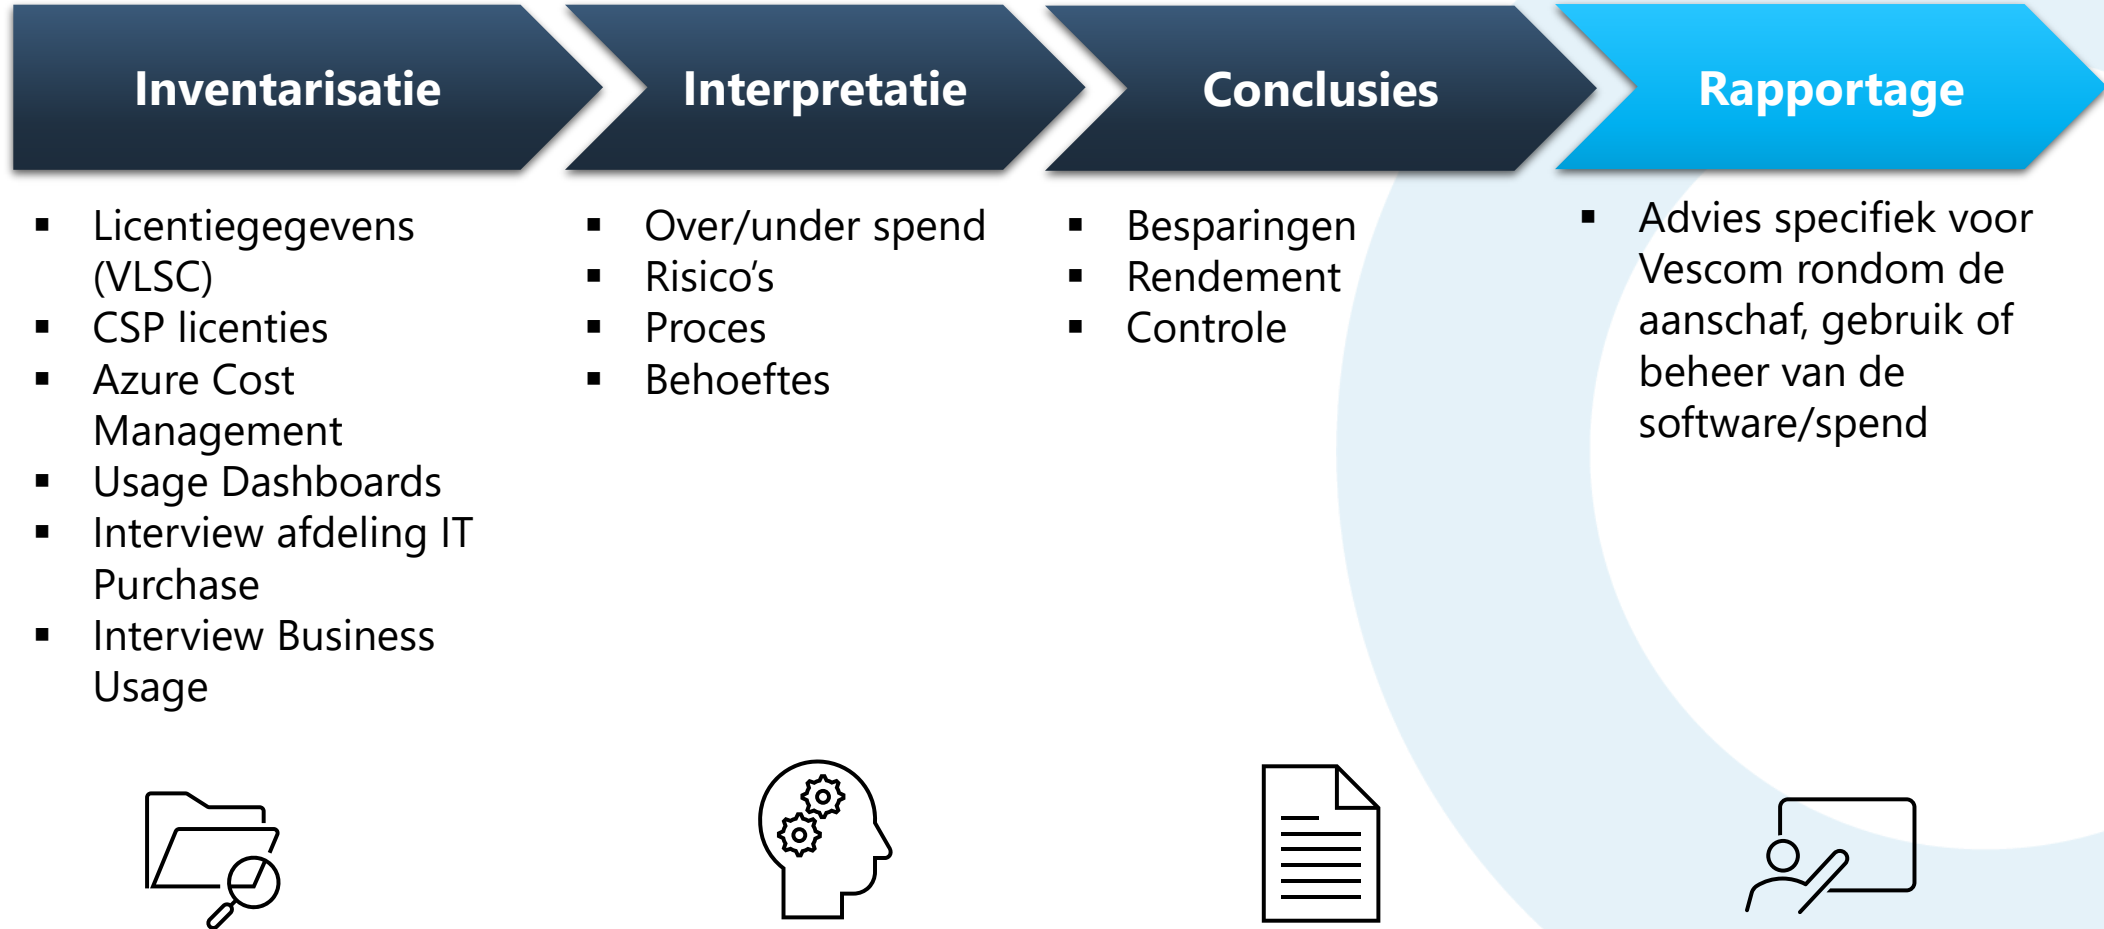 Inventarisatie
Licentiegegevens
(VLSC)
CSP licenties
Azure Cost
Management
Usage Dashboards
Interview afdeling IT
Purchase
Interview Business
Usage
Interpretatie
Over/under spend
Risico’s
Proces
Behoeftes
Conclusies
Besparingen
Rendement
Controle
Rapportage
Advies specifiek voor
Vescom rondom de
aanschaf, gebruik of
beheer van de
software/spend